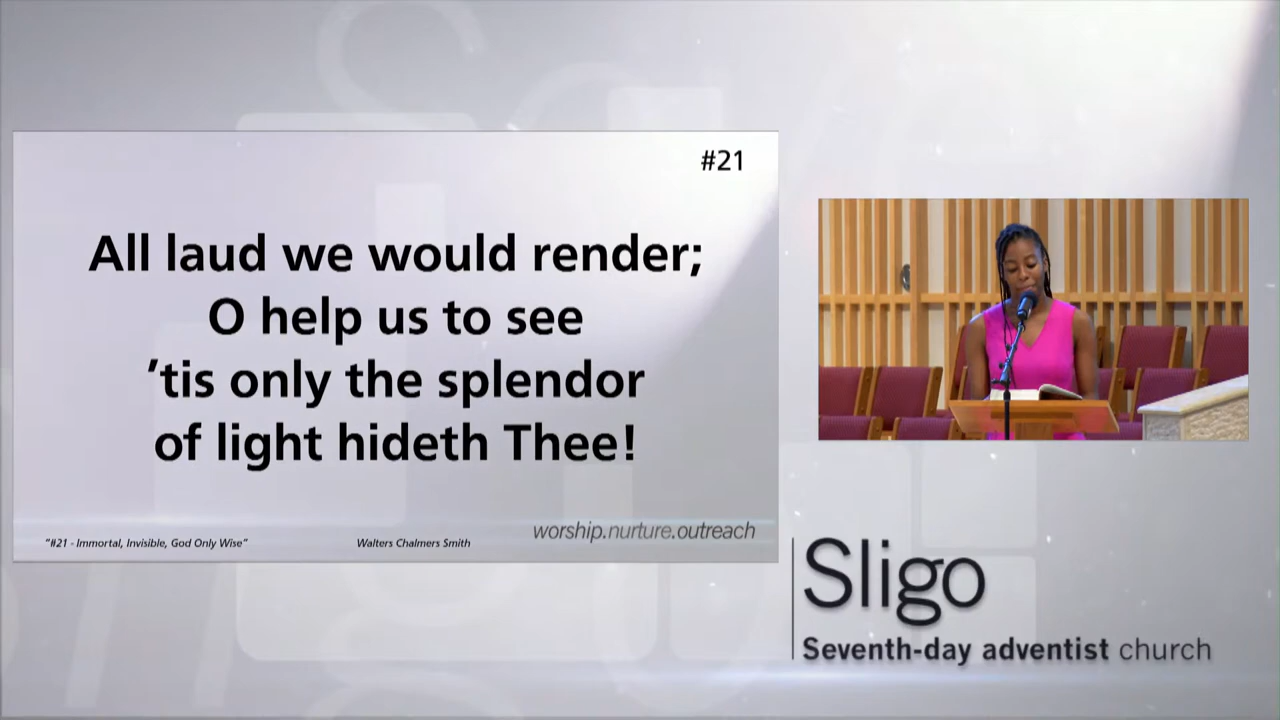 #21
All laud we would render;
O help us to see
’tis only the splendor
of light hideth Thee!
"#21 - Immortal, Invisible, God Only Wise"
Walters Chalmers Smith
worship.nurture.outreach
Sligo
Seventh-day adventist church